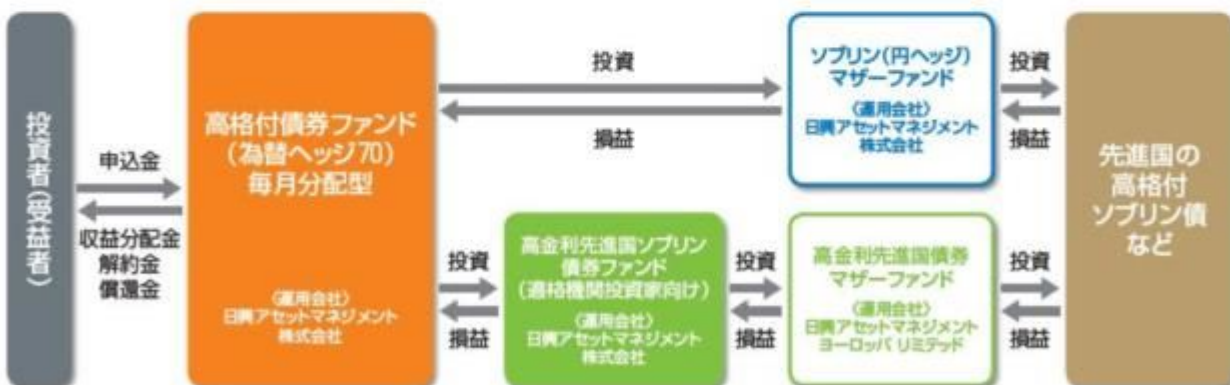 投資者(受益者)
申込金
収益分配金
解約金
償還金
高格付債券ファンド
(為替ヘッジ70)
毎月分配型
〈運用会社〉
日興アセットマネジメント
株式会社
投資
損益
ソブリン(円ヘッジ)
マザーファンド
〈運用会社〉
日興アセットマネジメント
株式会社
投資
損益
投資
損益
高金利先進国ソブリン
債券ファンド
(適格機関投資家向け)
〈運用会社〉
日興アセットマネジメント
株式会社
投資
損益
高金利先進国債券
マザーファンド
〈運用会社〉
日興アセットマネジメント
ヨーロッパ リミテッド
投資
損益
先進国の
高格付
ソブリン債
など